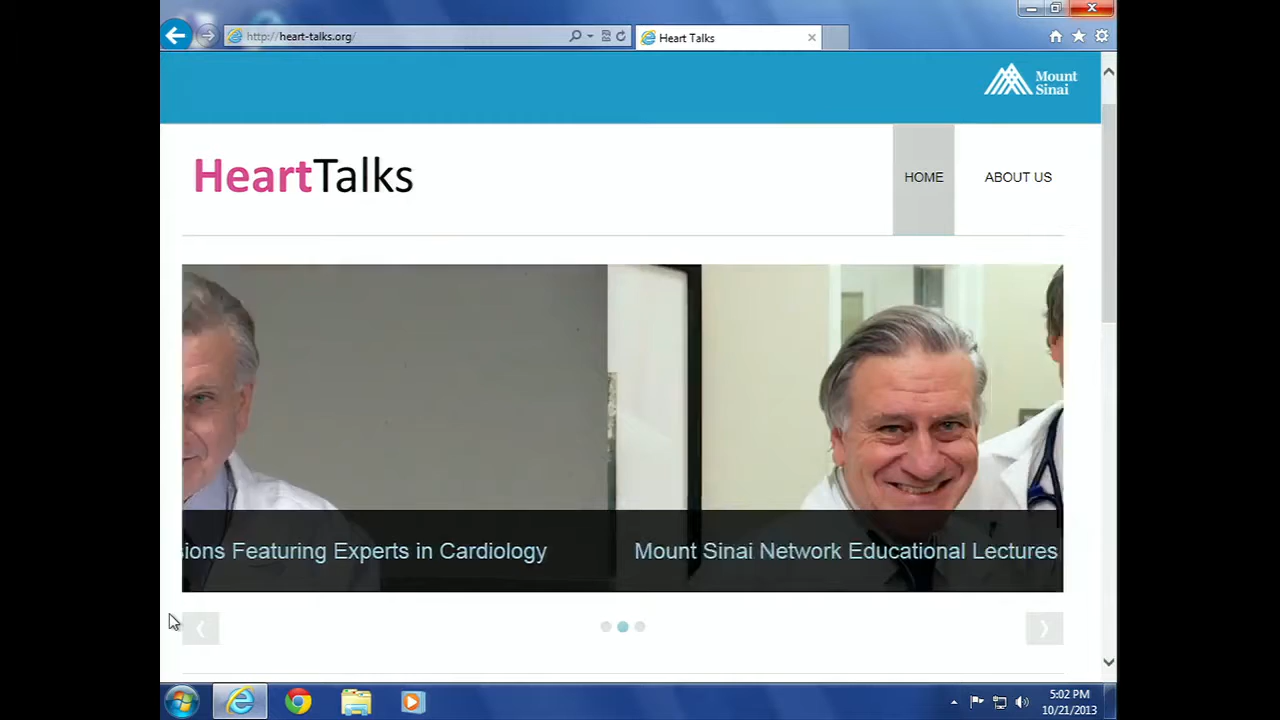 http://heart-talks.org/
Heart Talks
Mount
Sinai
HeartTalks
HOME
ABOUT US
sions Featuring Experts in Cardiology
Mount Sinai Network Educational Lectures
5:02 PM
10/21/2013